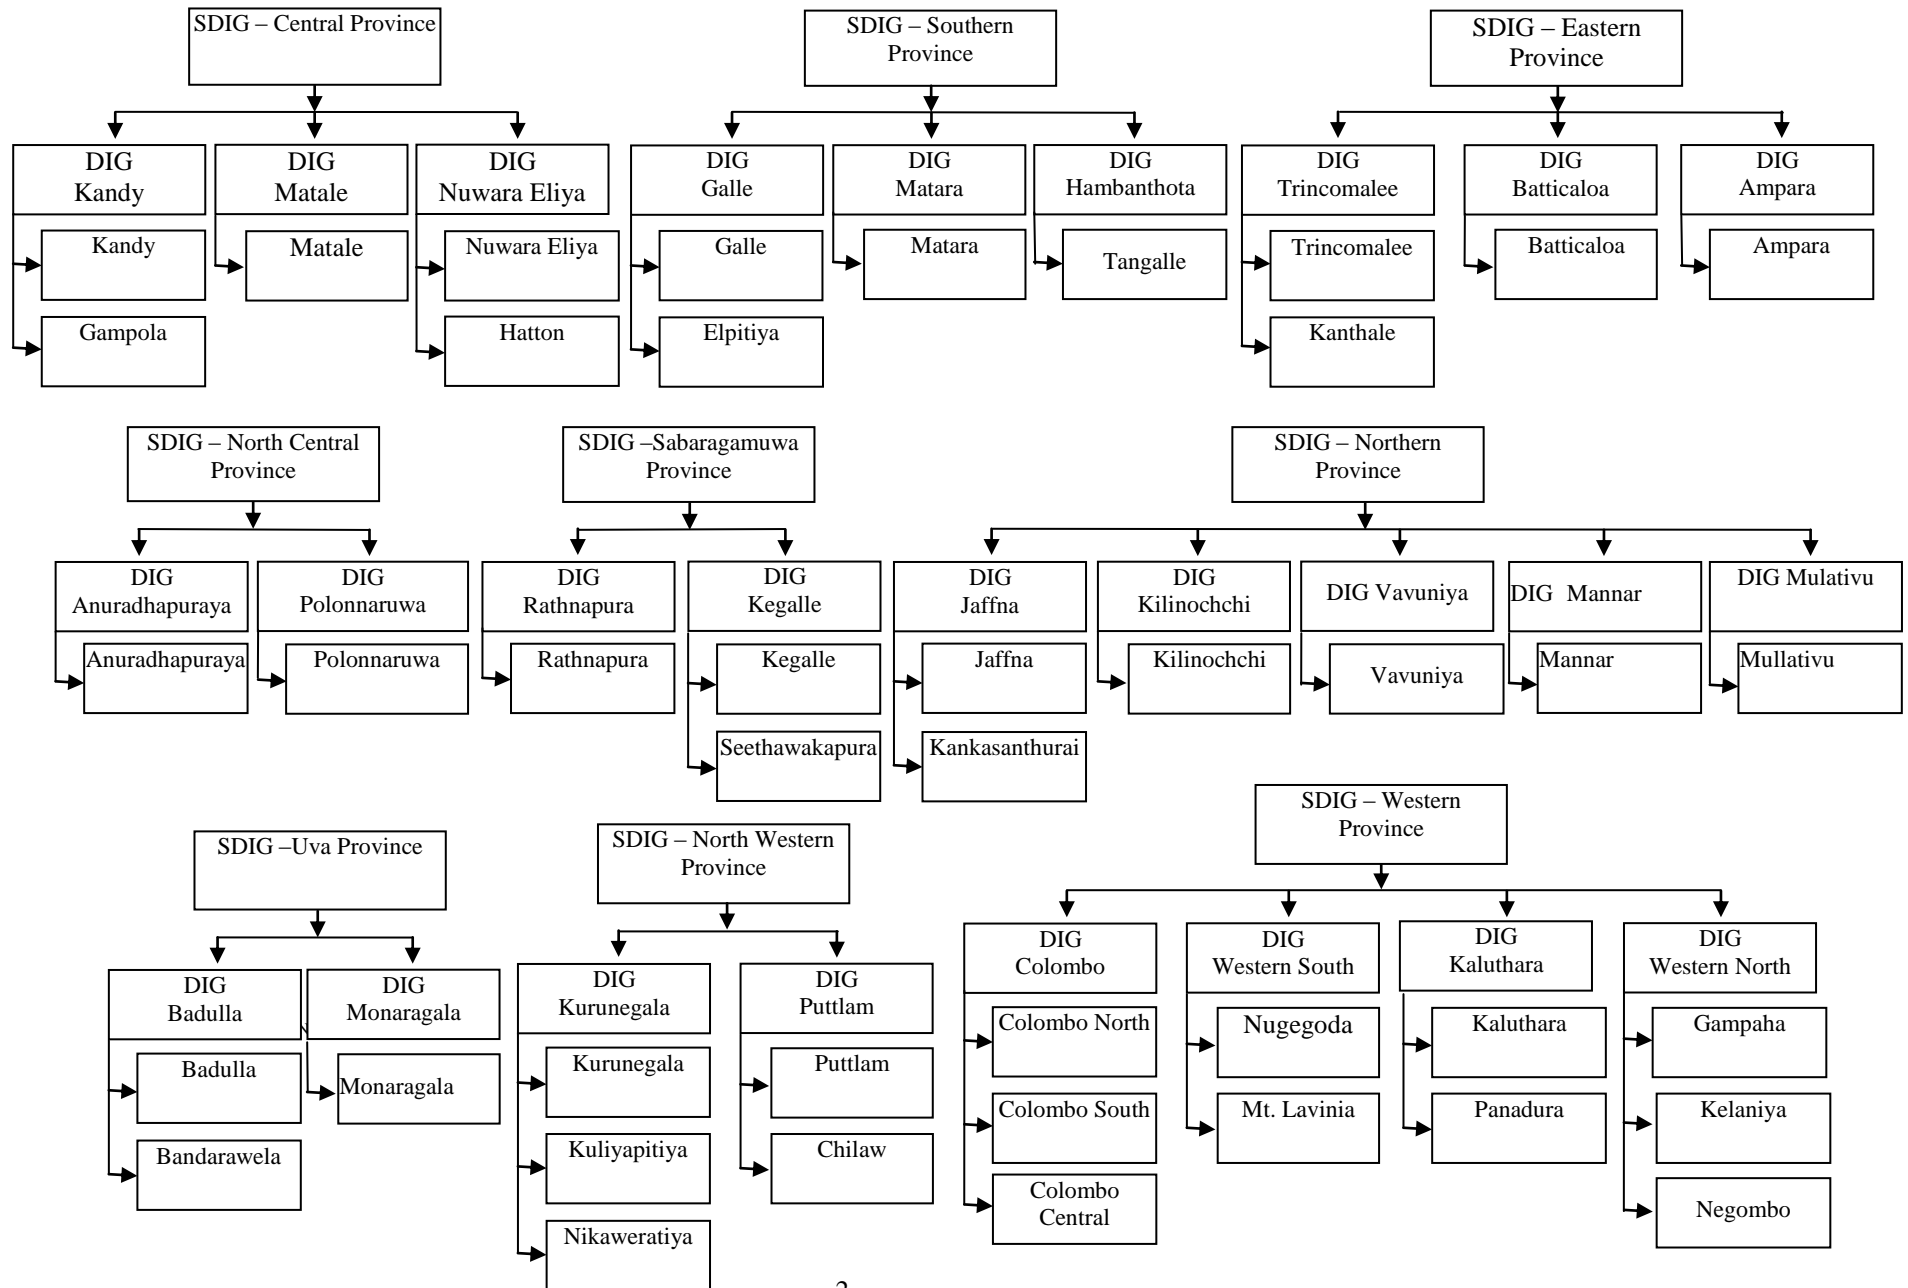 SDIG – Central Province
SDIG – Southern
Province
SDIG – Eastern
Province
DIG
Kandy
DIG
Matale
DIG
Nuwara Eliya
DIG
Galle
DIG
Matara
DIG
Hambanthota
DIG
Trincomalee
DIG
Batticaloa
DIG
Ampara
Kandy
Matale
Nuwara Eliya
Galle
Matara
Tangalle
Trincomalee
Batticaloa
Ampara
Gampola
Hatton
Elpitiya
Kanthale
SDIG – North Central
Province
SDIG –Sabaragamuwa
Province
SDIG – Northern
Province
DIG
Anuradhapuraya
DIG
Polonnaruwa
DIG
Rathnapura
DIG
Kegalle
DIG
Jaffna
DIG
Kilinochchi
DIG Vavuniya
DIG Mannar
DIG Mulativu
Anuradhapuraya
Polonnaruwa
Rathnapura
Kegalle
Jaffna
Kilinochchi
Vavuniya
Mannar
Mullativu
Seethawakapura
Kankasanthurai
SDIG –Uva Province
SDIG – North Western
Province
SDIG – Western
Province
DIG
Badulla
DIG
Monaragala
DIG
Kurunegala
DIG
Puttlam
DIG
Colombo
DIG
Western South
DIG
Kaluthara
DIG
Western North
Badulla
Monaragala
Kurunegala
Puttlam
Colombo North
Nugegoda
Kaluthara
Gampaha
Bandarawela
Kuliyapitiya
Chilaw
Colombo South
Mt. Lavinia
Panadura
Kelaniya
Nikaweratiya
Colombo
Central
Negombo